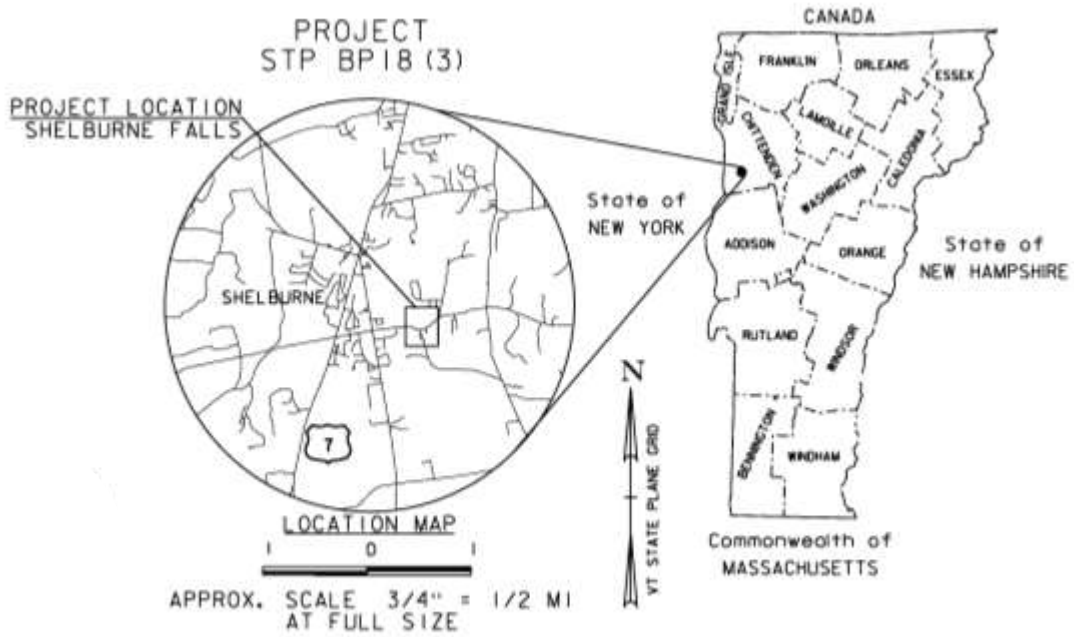 PROJECT
STP BP18 (3)
PROJECT LOCATION
SHELBURNE FALLS
SHELBURNE
7
LOCATION MAP
1 0 1
APPROX. SCALE 3/4" = 1/2 MI
AT FULL SIZE
N
VT STATE PLANE GRID
CANADA
GRAND ISLE
FRANKLIN
ORLEANS
ESSEX
CHITTENDEN
LAMOILLE
CALEDONIA
WASHINGTON
State of
NEW YORK
ADDISON
ORANGE
State of
NEW HAMPSHIRE
RUTLAND
WINDSOR
BENNINGTON
WINDHAM
Commonwealth of
MASSACHUSETTS